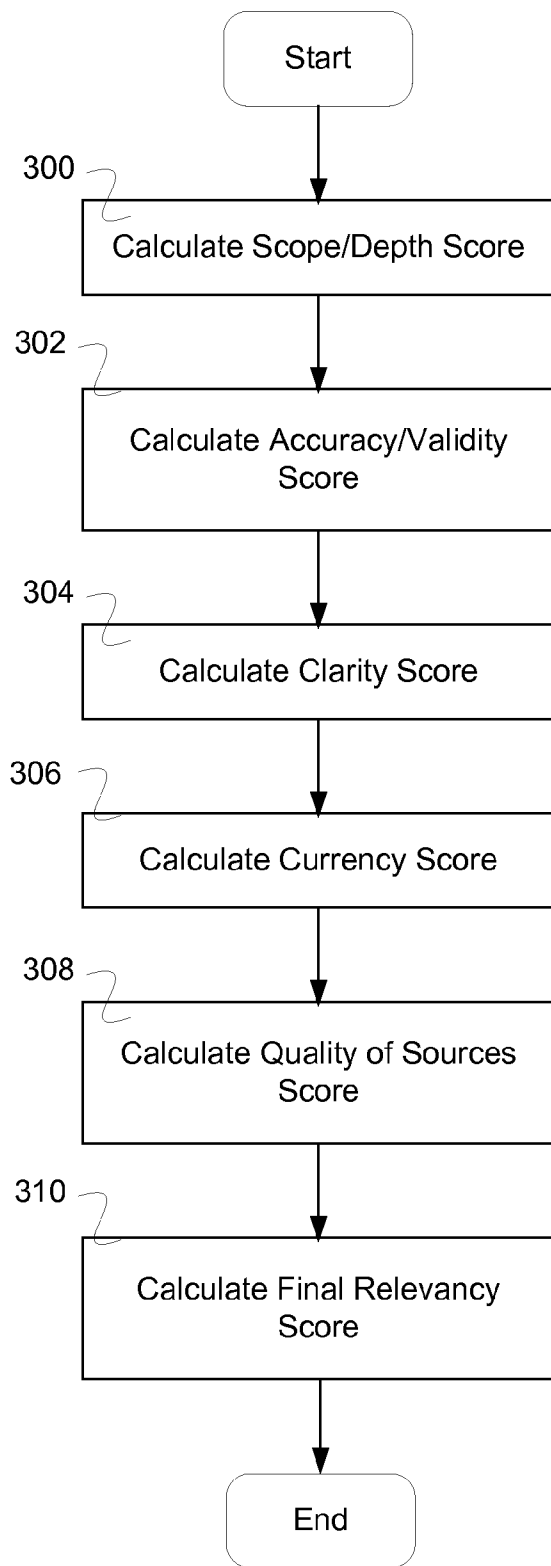 Start
300
Calculate Scope/Depth Score
302
Calculate Accuracy/Validity
Score
304
Calculate Clarity Score
306
Calculate Currency Score
308
Calculate Quality of Sources
Score
310
Calculate Final Relevancy
Score
End